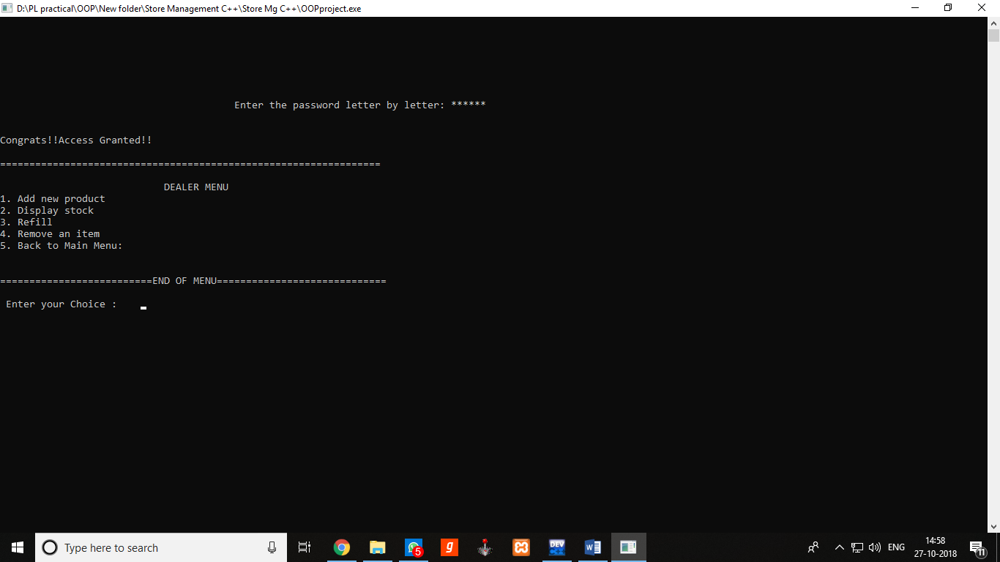 D:\PL practical\OOP\New folder\Store Management C++\Store Mg C++\OOPproject.exe
Enter the password letter by letter: ******
Congrats!!Access Granted!!
=================================================================
DEALER MENU
1. Add new product
2. Display stock
3. Refill
4. Remove an item
5. Back to Main Menu:
==========================END OF MENU=============================
Enter your Choice :
Type here to search
5
g
DEV
C++
W
ENG
14:58
27-10-2018
11